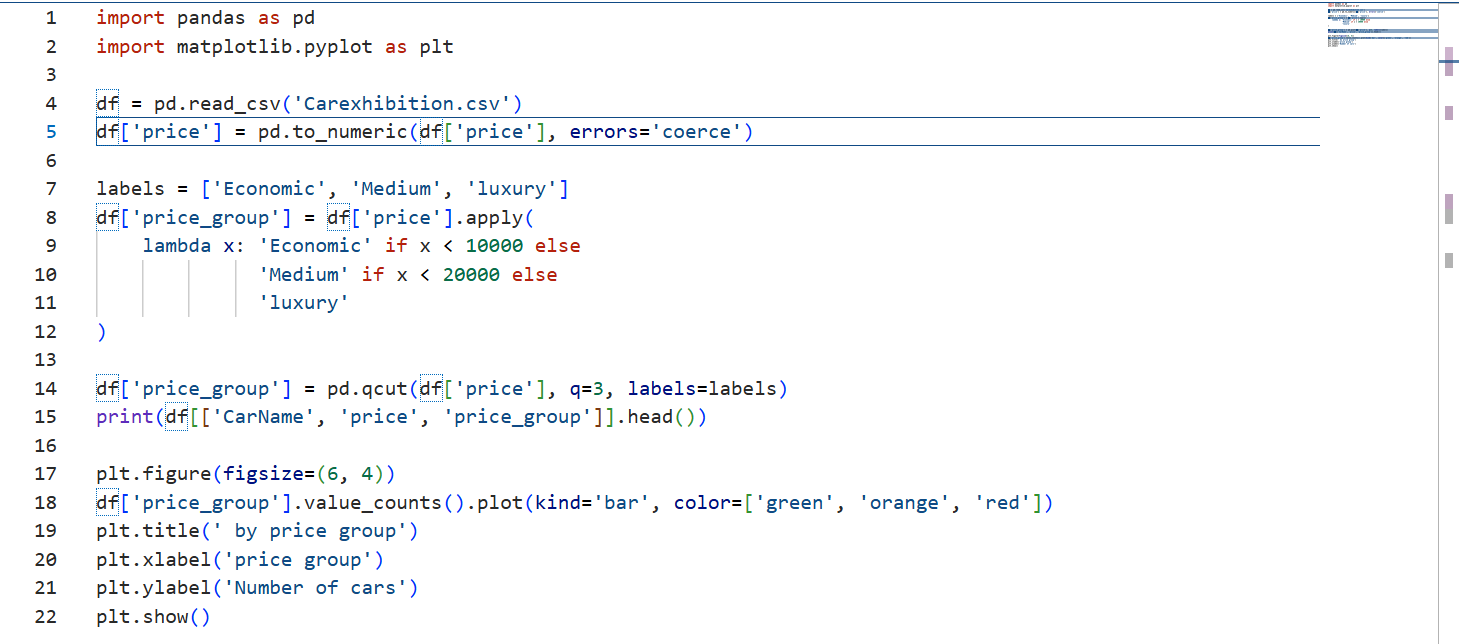 1 import pandas as pd
2 import matplotlib.pyplot as plt
3
4 df = pd.read_csv('Carexhibition.csv')
5 df['price'] = pd.to_numeric(df['price'], errors='coerce')
6
7 labels = ['Economic', 'Medium', 'luxury']
8 df['price_group'] = df['price'].apply(
9     lambda x: 'Economic' if x < 10000 else
10               'Medium' if x < 20000 else
11               'luxury'
12 )
13
14 df['price_group'] = pd.qcut(df['price'], q=3, labels=labels)
15 print(df[['CarName', 'price', 'price_group']].head())
16
17 plt.figure(figsize=(6, 4))
18 df['price_group'].value_counts().plot(kind='bar', color=['green', 'orange', 'red'])
19 plt.title(' by price group')
20 plt.xlabel('price group')
21 plt.ylabel('Number of cars')
22 plt.show()